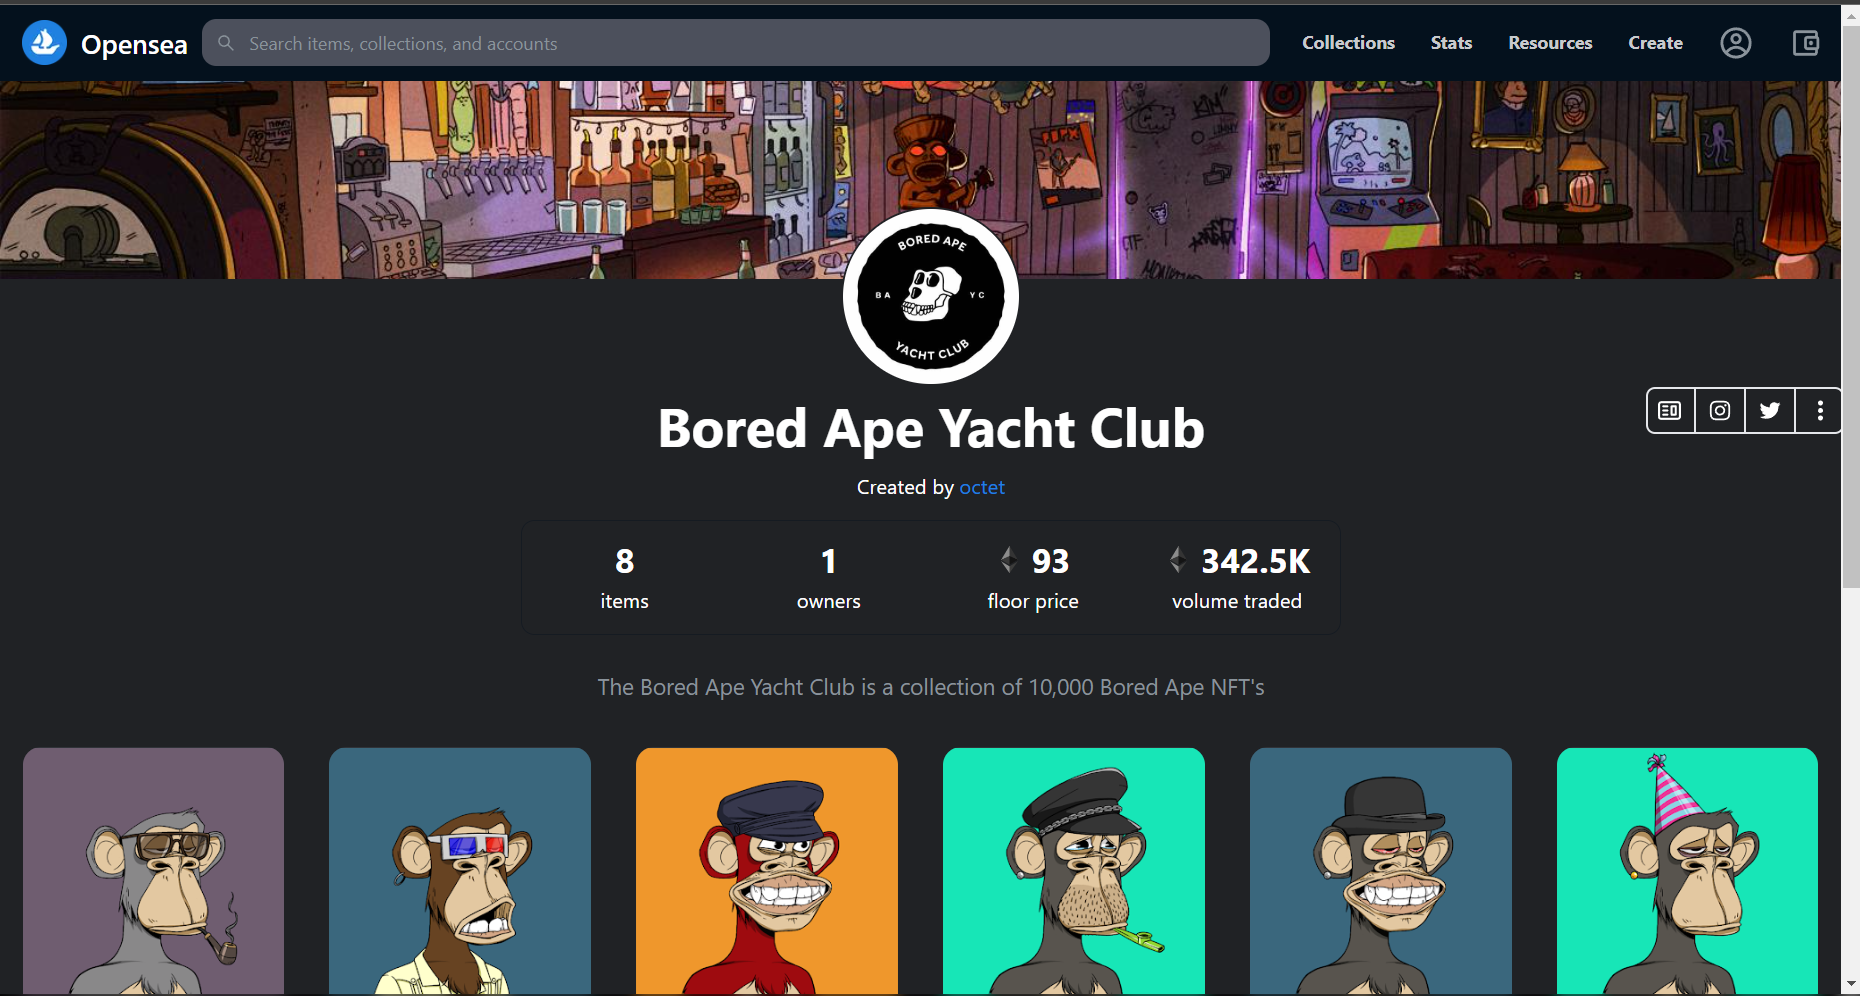 Opensea
Search items, collections, and accounts
Collections
Stats
Resources
Create
KIM
BORED APE
BA YC
YACHT CLUB
Bored Ape Yacht Club
Created by octet
8
1
93
342.5K
items
owners
floor price
volume traded
The Bored Ape Yacht Club is a collection of 10,000 Bored Ape NFT's